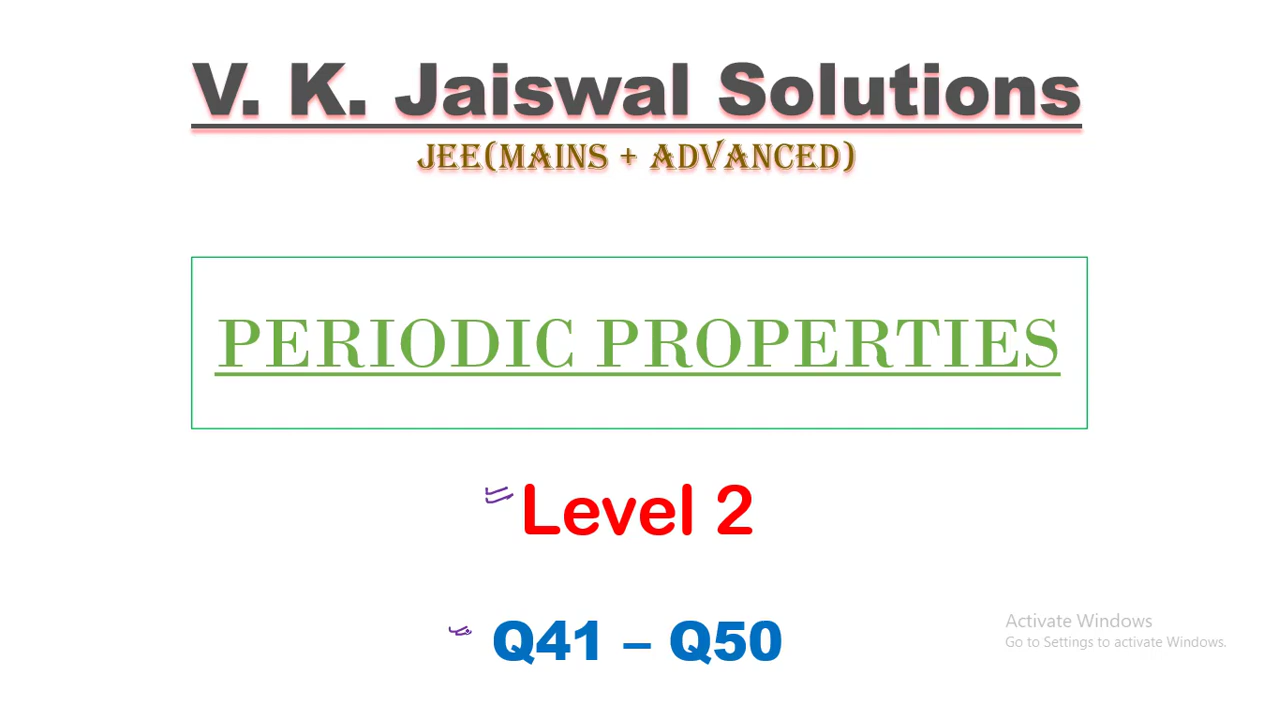 V. K. Jaiswal Solutions
JEE(MAINS + ADVANCED)
PERIODIC PROPERTIES
Level 2
Q41 – Q50
Activate Windows
Go to Settings to activate Windows.